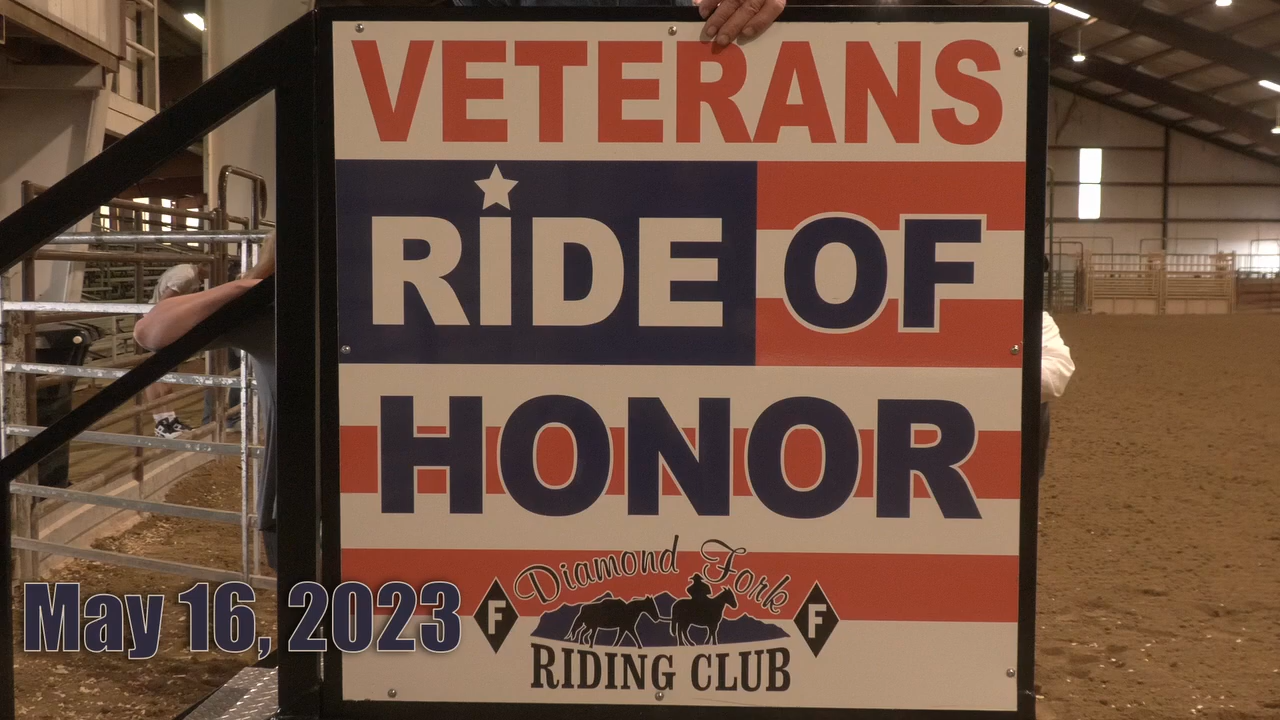 VETERANS
RIDE OF
HONOR
Diamond Fork
F F
RIDING CLUB
May 16, 2023